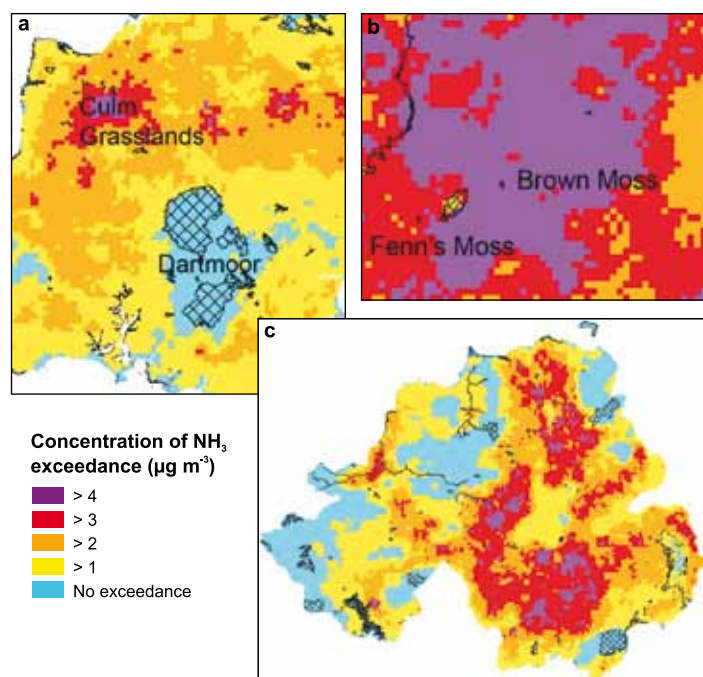 a
Culm
Grasslands
Dartmoor
b
Brown Moss
Fenn's Moss
c
Concentration of NH₃
exceedance (µg m⁻³)
> 4
> 3
> 2
> 1
No exceedance